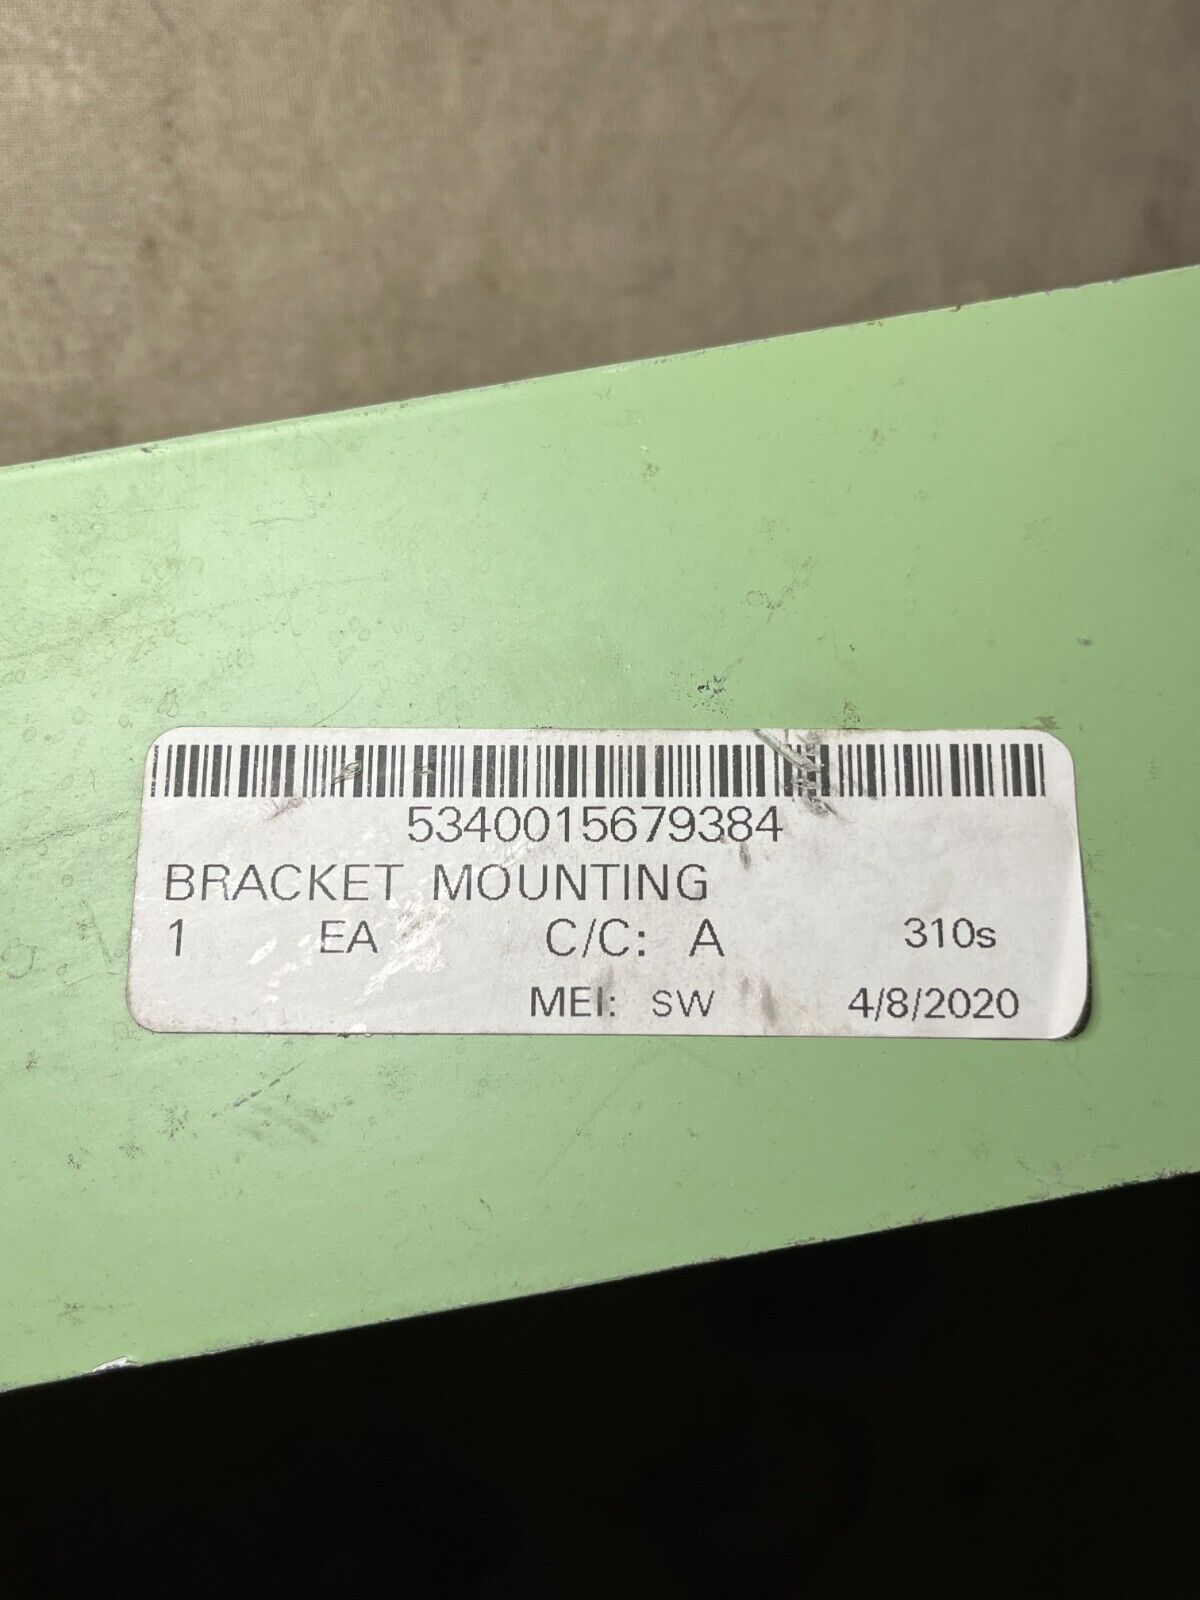 5340015679384
BRACKET MOUNTING
1 EA C/C: A 310s
MEI: SW 4/8/2020